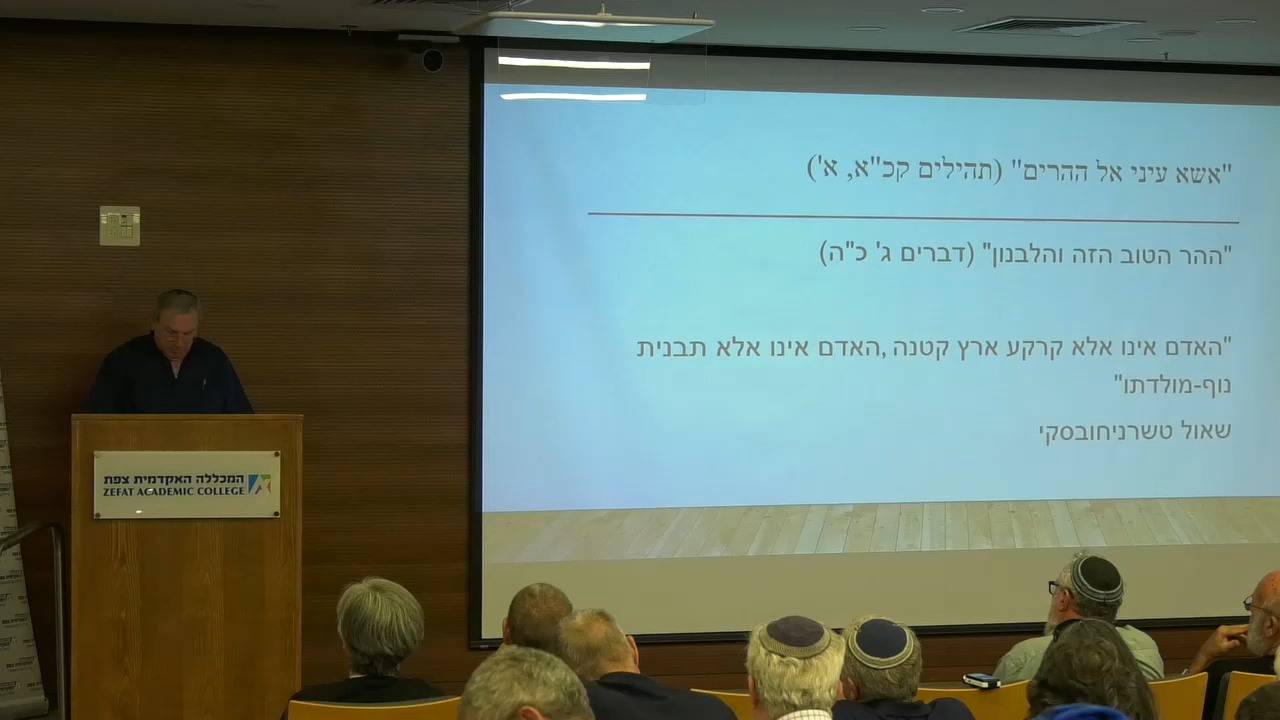 "אשא עיני אל ההרים" (תהילים קכ"א, א')
"ההר הטוב הזה והלבנון" (דברים ג' כ"ה)
"האדם אינו אלא קרקע ארץ קטנה ,האדם אינו אלא תבנית
נוף-מולדתו"
שאול טשרניחובסקי
המכללה האקדמית צפת
ZEFAT ACADEMIC COLLEGE